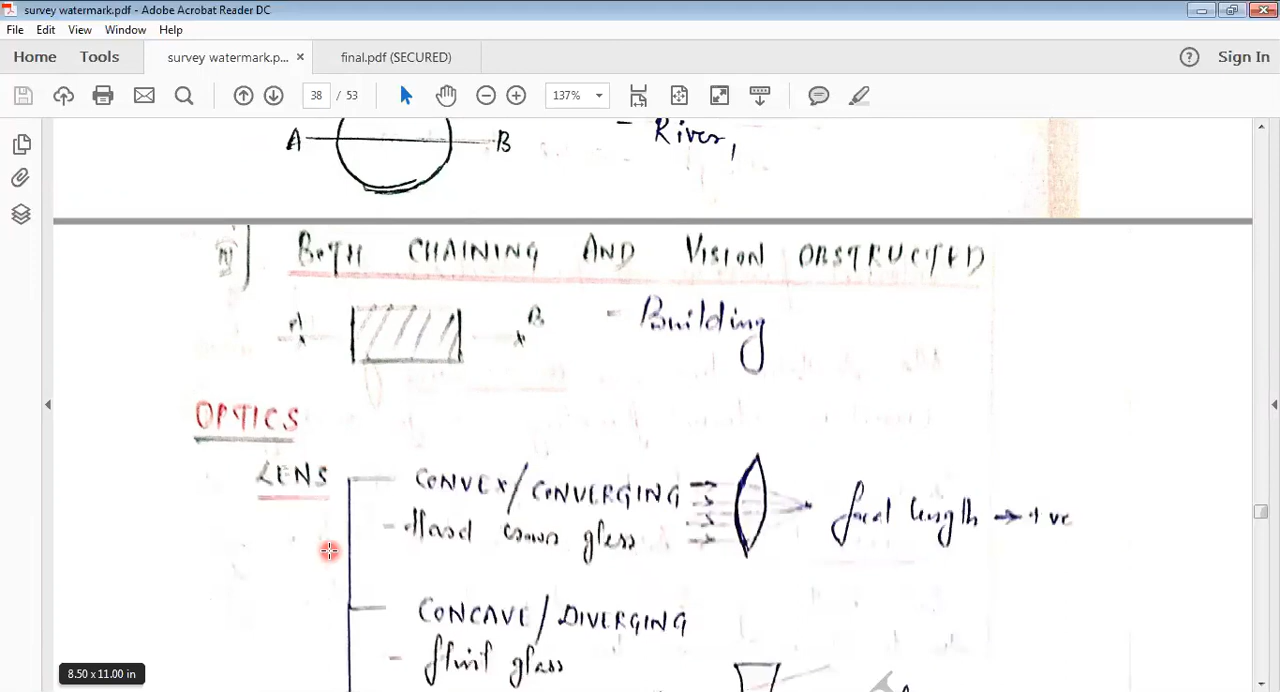 survey watermark.pdf - Adobe Acrobat Reader DC
File Edit View Window Help
Home Tools survey watermark.p... × final.pdf (SECURED) Sign In
38 / 53 137%
A B - River,
III] BOTH CHAINING AND VISION OBSTRUCTED
A B - Building
OPTICS
LENS CONVEX/CONVERGING focal length → +ve
- Hard crown glass
CONCAVE/DIVERGING
- flint glass
8.50 x 11.00 in